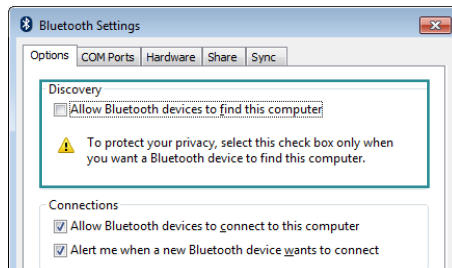 Bluetooth Settings
Options COM Ports Hardware Share Sync
Discovery
Allow Bluetooth devices to find this computer
To protect your privacy, select this check box only when
you want a Bluetooth device to find this computer.
Connections
Allow Bluetooth devices to connect to this computer
Alert me when a new Bluetooth device wants to connect